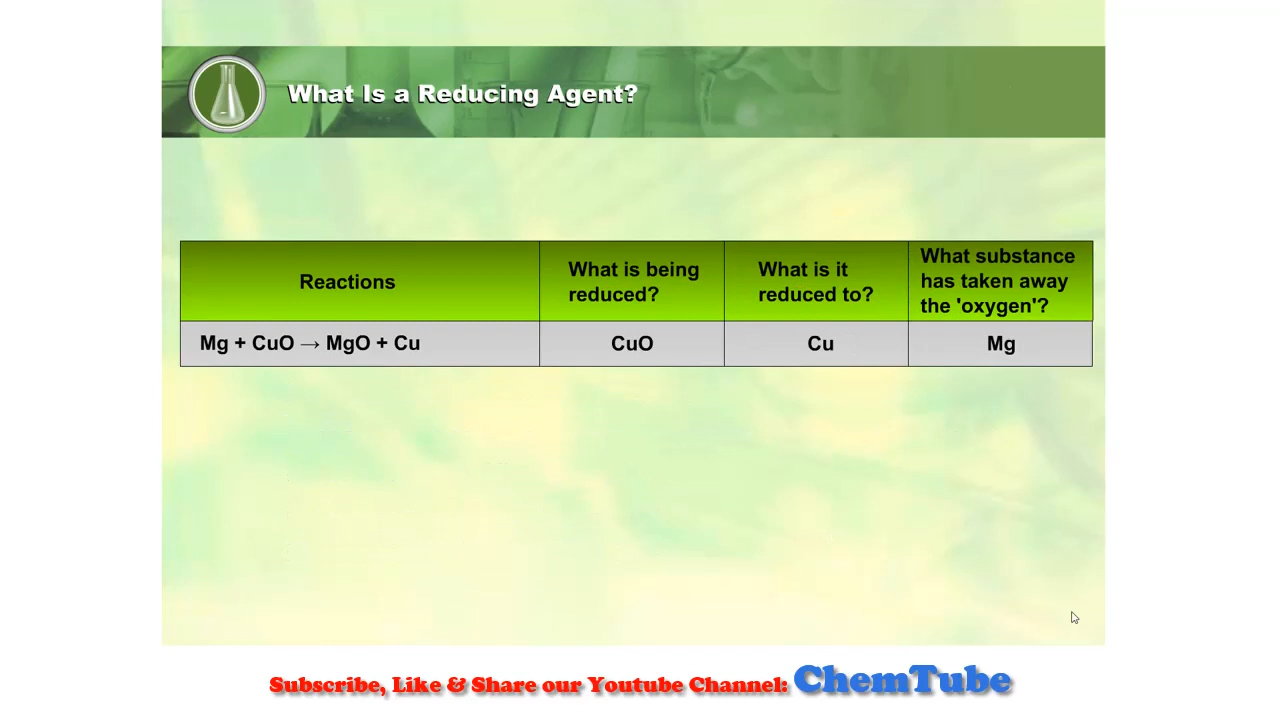 What Is a Reducing Agent?
Reactions
What is being
reduced?
What is it
reduced to?
What substance
has taken away
the 'oxygen'?
Mg + CuO → MgO + Cu
CuO
Cu
Mg
Subscribe, Like & Share our Youtube Channel: ChemTube